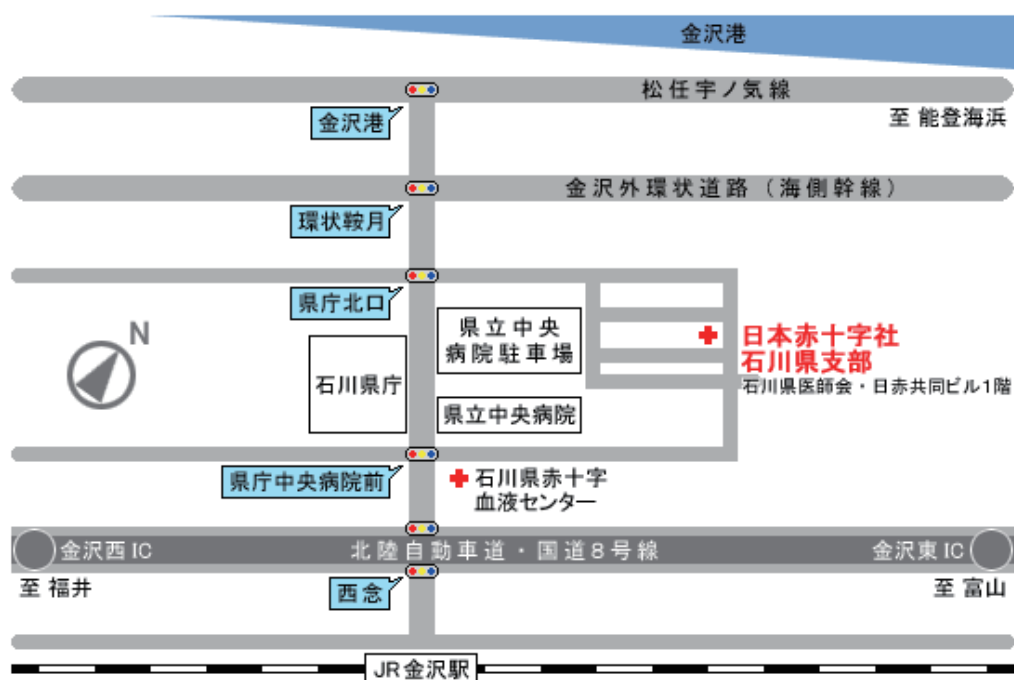 金沢港
松任宇ノ気線
金沢港
至 能登海浜
金沢外環状道路（海側幹線）
環状鞍月
県庁北口
N
県立中央
病院駐車場
日本赤十字社
石川県支部
石川県医師会・日赤共同ビル1階
石川県庁
県立中央病院
県庁中央病院前
石川県赤十字
血液センター
金沢西IC
北陸自動車道・国道8号線
金沢東IC
至 福井
西念
至 富山
JR金沢駅